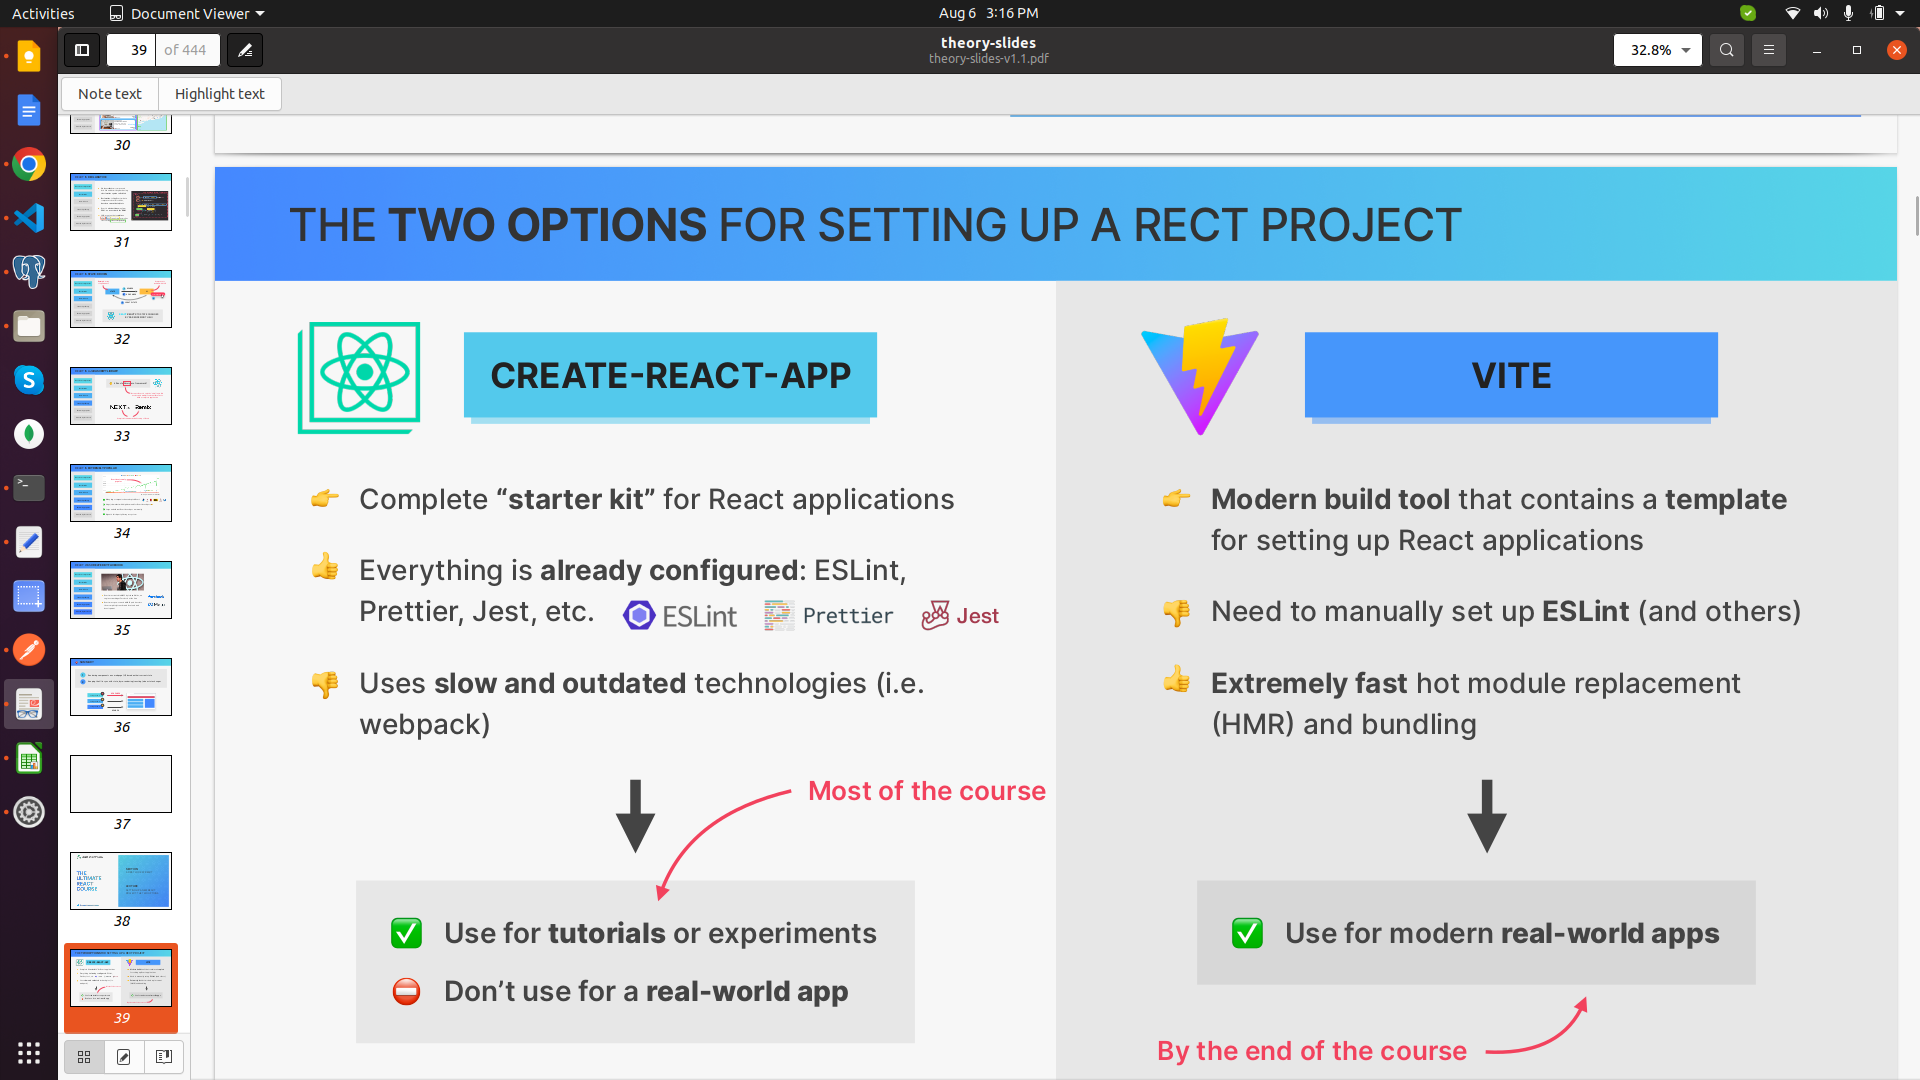 Activities
Document Viewer
Aug 6 3:16 PM
39 of 444
theory-slides
theory-slides-v1.1.pdf
32.8%
Note text
Highlight text
30
31
32
33
34
35
36
37
38
39
THE TWO OPTIONS FOR SETTING UP A RECT PROJECT
CREATE-REACT-APP
👉 Complete “starter kit” for React applications
👍 Everything is already configured: ESLint,
Prettier, Jest, etc.
ESLint
Prettier
Jest
👎 Uses slow and outdated technologies (i.e.
webpack)
Most of the course
✅ Use for tutorials or experiments
⛔ Don’t use for a real-world app
VITE
👉 Modern build tool that contains a template
for setting up React applications
👎 Need to manually set up ESLint (and others)
👍 Extremely fast hot module replacement
(HMR) and bundling
✅ Use for modern real-world apps
By the end of the course